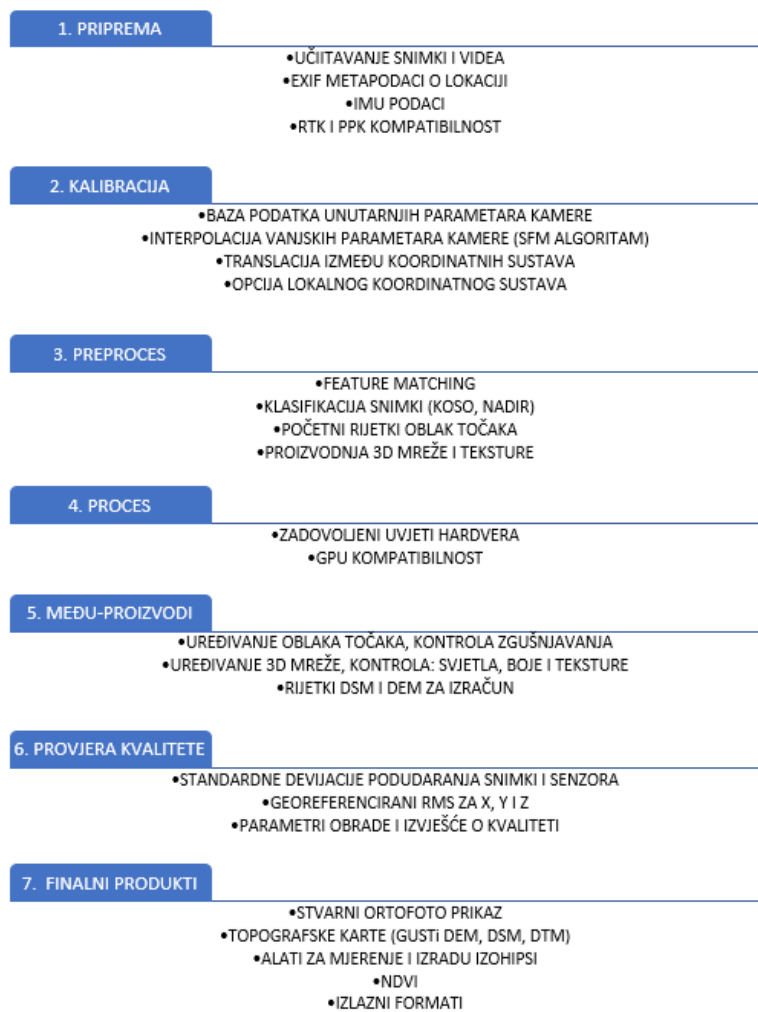 1. PRIPREMA
•UČIITAVANJE SNIMKI I VIDEA
•EXIF METAPODACI O LOKACIJI
•IMU PODACI
•RTK I PPK KOMPATIBILNOST
2. KALIBRACIJA
•BAZA PODATKA UNUTARNJIH PARAMETARA KAMERE
•INTERPOLACIJA VANJSKIH PARAMETARA KAMERE (SFM ALGORITAM)
•TRANSLACIJA IZMEĐU KOORDINATNIH SUSTAVA
•OPCIJA LOKALNOG KOORDINATNOG SUSTAVA
3. PREPROCES
•FEATURE MATCHING
•KLASIFIKACIJA SNIMKI (KOSO, NADIR)
•POČETNI RIJETKI OBLAK TOČAKA
•PROIZVODNJA 3D MREŽE I TEKSTURE
4. PROCES
•ZADOVOLJENI UVJETI HARDVERA
•GPU KOMPATIBILNOST
5. MEĐU-PROIZVODI
•UREĐIVANJE OBLAKA TOČAKA, KONTROLA ZGUŠNJAVANJA
•UREĐIVANJE 3D MREŽE, KONTROLA: SVJETLA, BOJE I TEKSTURE
•RIJETKI DSM I DEM ZA IZRAČUN
6. PROVJERA KVALITETE
•STANDARDNE DEVIJACIJE PODUDARANJA SNIMKI I SENZORA
•GEOREFERENCIRANI RMS ZA X, Y I Z
•PARAMETRI OBRADE I IZVJEŠĆE O KVALITETI
7. FINALNI PRODUKTI
•STVARNI ORTOFOTO PRIKAZ
•TOPOGRAFSKE KARTE (GUSTi DEM, DSM, DTM)
•ALATI ZA MJERENJE I IZRADU IZOHIPSI
•NDVI
•IZLAZNI FORMATI